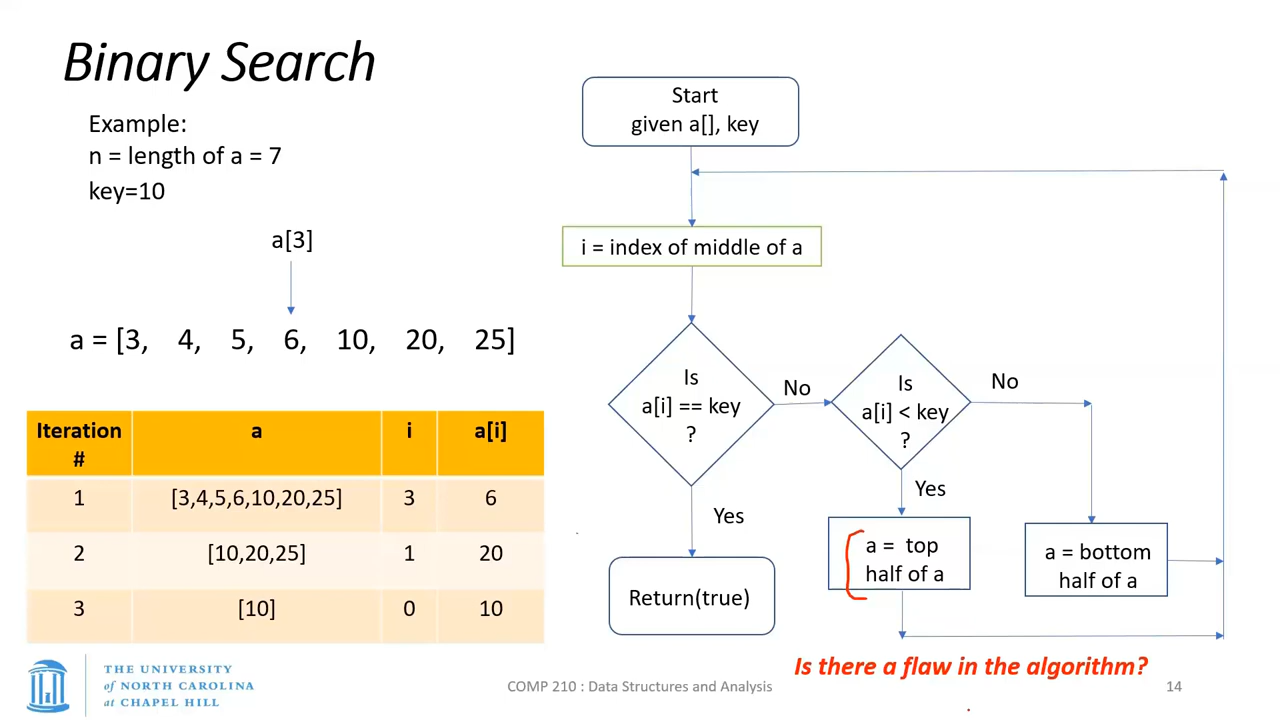 Binary Search
Example:
n = length of a = 7
key=10
a[3]
a = [3, 4, 5, 6, 10, 20, 25]
Iteration # a i a[i]
1 [3,4,5,6,10,20,25] 3 6
2 [10,20,25] 1 20
3 [10] 0 10
Start
given a[], key
i = index of middle of a
Is
a[i] == key
?
No
Is
a[i] < key
?
No
Yes
Yes
a = top
half of a
a = bottom
half of a
Return(true)
Is there a flaw in the algorithm?
THE UNIVERSITY
of NORTH CAROLINA
at CHAPEL HILL
COMP 210 : Data Structures and Analysis
14